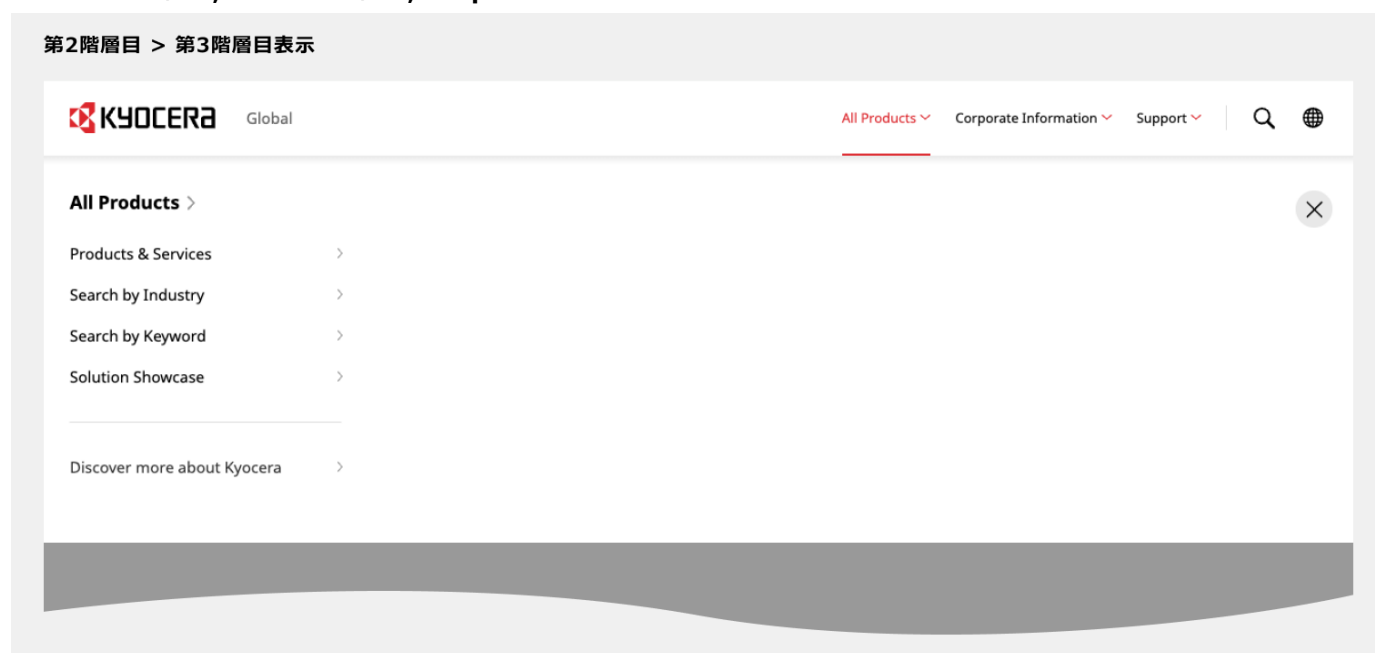 第2階層目 > 第3階層目表示
KYOCERA Global All Products Corporate Information Support
All Products
Products & Services
Search by Industry
Search by Keyword
Solution Showcase
Discover more about Kyocera